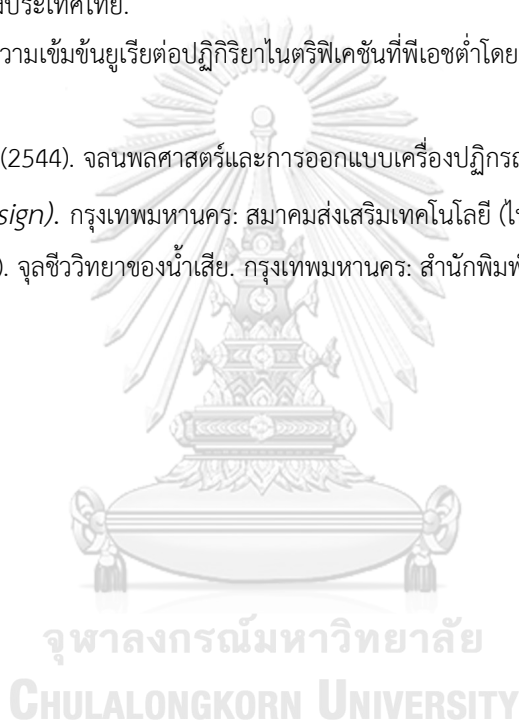 งประเทศไทย.
วามเข้มข้นยูเรียต่อปฏิกิริยาไนตริฟิเคชันที่พีเอชต่ำโดย
(2544). จลนพลศาสตร์และการออกแบบเครื่องปฏิกรณ
sign). กรุงเทพมหานคร: สมาคมส่งเสริมเทคโนโลยี (ไ
). จุลชีววิทยาของน้ำเสีย. กรุงเทพมหานคร: สำนักพิมพ
จุฬาลงกรณ์มหาวิทยาลัย
CHULALONGKORN UNIVERSITY